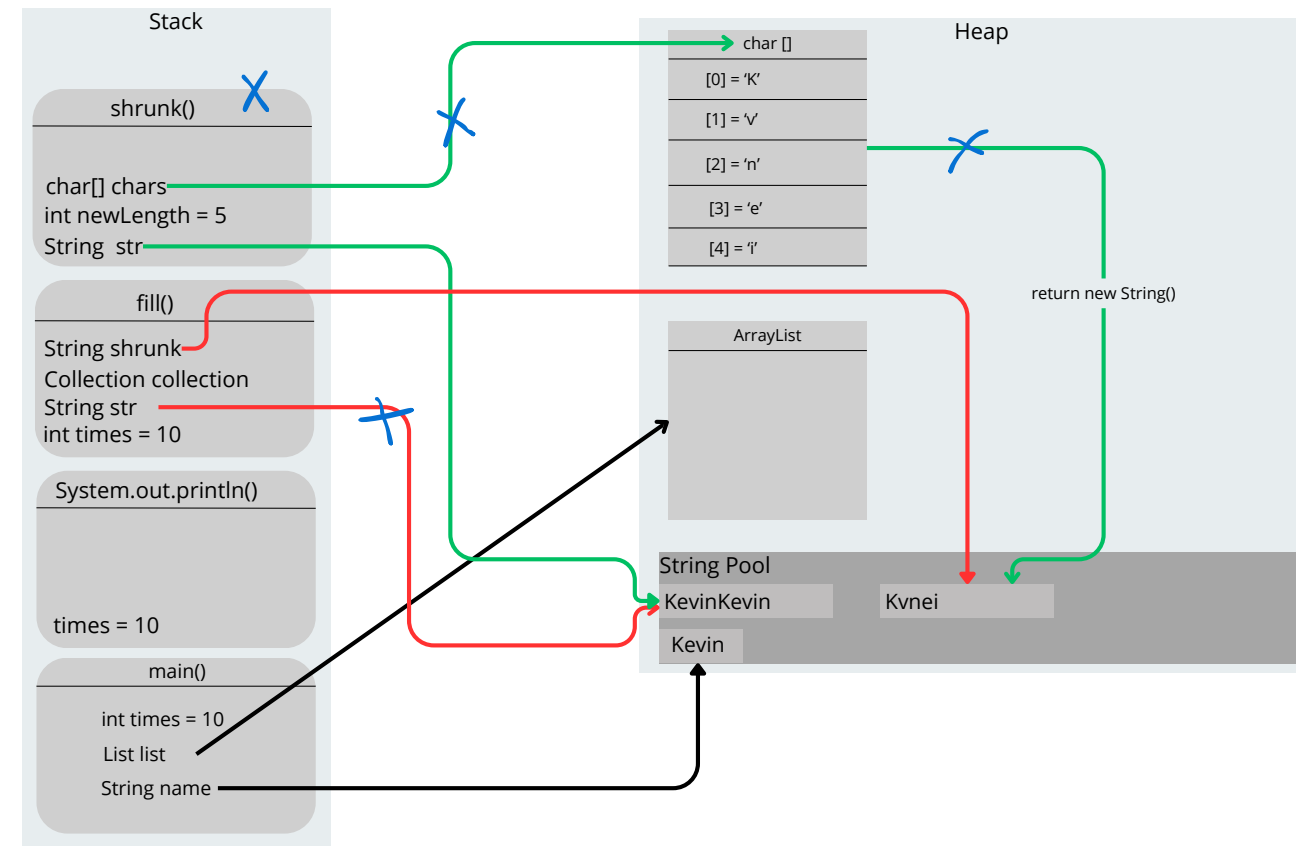 Stack
shrunk()
char[] chars
int newLength = 5
String  str
fill()
String shrunk
Collection collection
String str
int times = 10
System.out.println()
times = 10
main()
int times = 10
List list
String name
Heap
char []
[0] = ‘K’
[1] = ‘v’
[2] = ‘n’
[3] = ‘e’
[4] = ‘i’
return new String()
ArrayList
String Pool
KevinKevin
Kvnei
Kevin